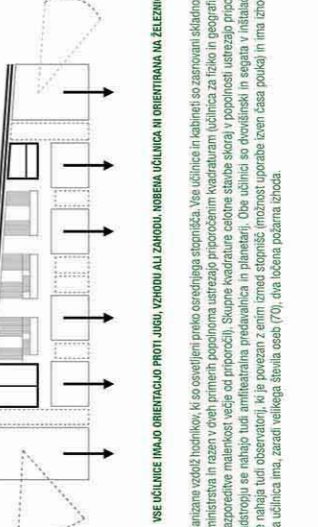 VSE UČILNICE IMAJO ORIENTACIJO PROTI JUGU, VZHODU ALI ZAHODU. NOBENA UČILNICA NI ORIENTIRANA NA ŽELEZNI
anizane vzdolž hodnikov, ki so osvetljeni preko osrednjega stopnišča. Vse učilnice in kabineti so zasnovani skladno
ministrstva in razen v dveh primerih popolnoma ustrezajo priporočenim kvadraturam (učilnica za fiziko in geografi
sporeditve malenkost večje od priporočil). Skupne kvadrature celotne stavbe skoraj v popolnosti ustrezajo pripo
dstropju se nahajo tudi amfiteatralna predavalnica in planetarij. Obe učilnici so dvovišinski in segata v inštalac
e nahaja tudi observatorij, ki je povezan z enim izmed stopnišč (možnost uporabe izven časa pouka) in ima izho
a učilnica ima, zaradi velikega števila oseb (70), dva ločena požarna izhoda.